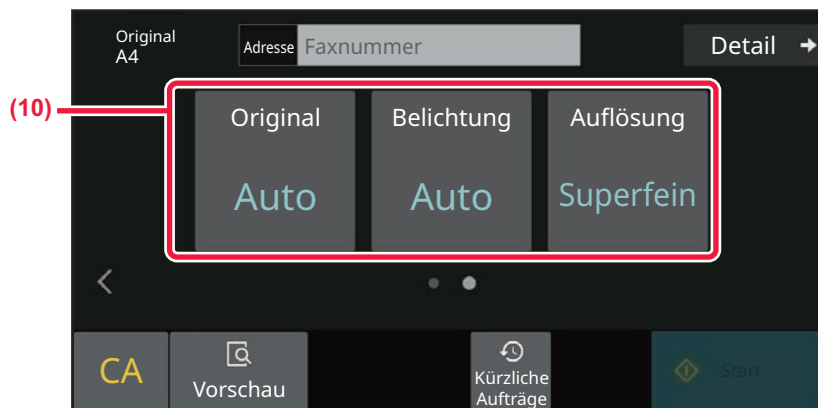 Original
A4
Adresse Faxnummer
Detail
(10)
Original
Auto
Belichtung
Auto
Auflösung
Superfein
CA
Vorschau
Kürzliche
Aufträge
Start